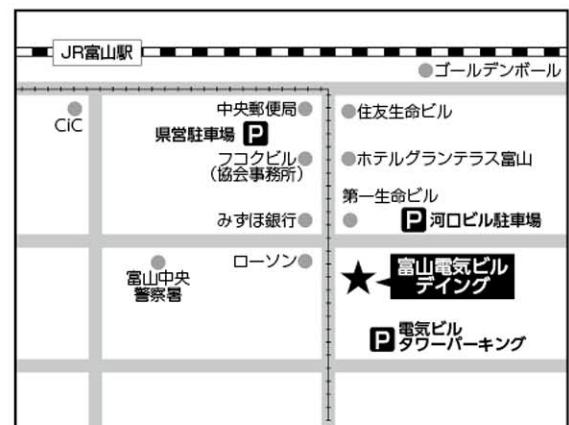 JR富山駅
ゴールデンボール
CiC
中央郵便局
住友生命ビル
県営駐車場 P
フコクビル
(協会事務所)
ホテルグランテラス富山
第一生命ビル
みずほ銀行
P 河口ビル駐車場
ローソン
富山中央
警察署
富山電気ビル
デイング
P 電気ビル
タワーパーキング